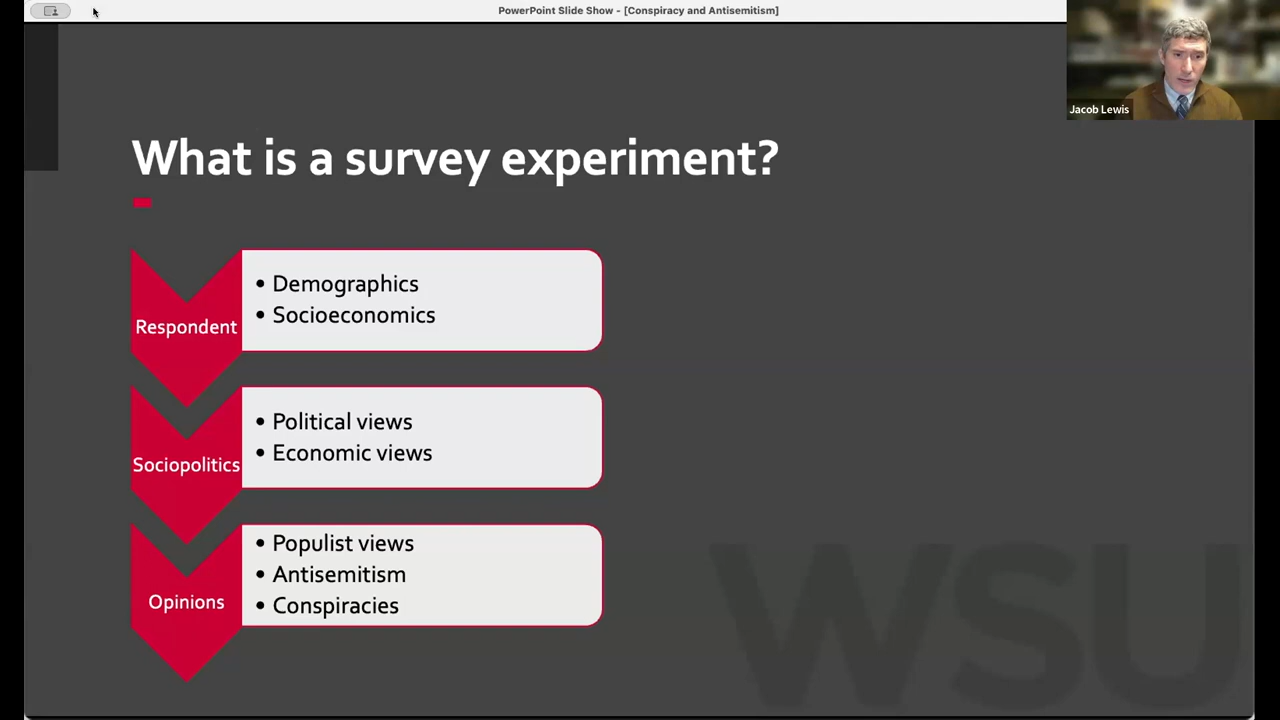 PowerPoint Slide Show - [Conspiracy and Antisemitism]
Jacob Lewis
What is a survey experiment?
Respondent
• Demographics
• Socioeconomics
Sociopolitics
• Political views
• Economic views
Opinions
• Populist views
• Antisemitism
• Conspiracies
WSU